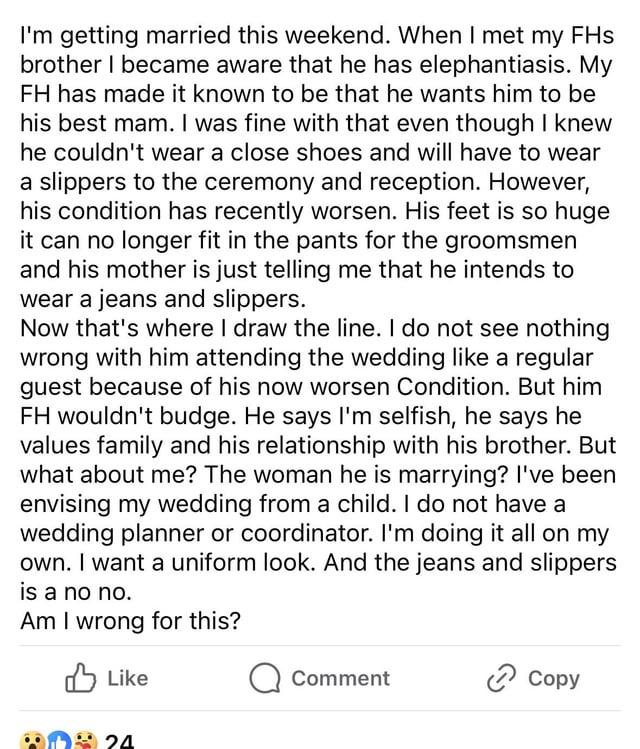 I'm getting married this weekend. When I met my FHs
brother I became aware that he has elephantiasis. My
FH has made it known to be that he wants him to be
his best mam. I was fine with that even though I knew
he couldn't wear a close shoes and will have to wear
a slippers to the ceremony and reception. However,
his condition has recently worsen. His feet is so huge
it can no longer fit in the pants for the groomsmen
and his mother is just telling me that he intends to
wear a jeans and slippers.
Now that's where I draw the line. I do not see nothing
wrong with him attending the wedding like a regular
guest because of his now worsen Condition. But him
FH wouldn't budge. He says I'm selfish, he says he
values family and his relationship with his brother. But
what about me? The woman he is marrying? I've been
envising my wedding from a child. I do not have a
wedding planner or coordinator. I'm doing it all on my
own. I want a uniform look. And the jeans and slippers
is a no no.
Am I wrong for this?
Like Comment Copy
24